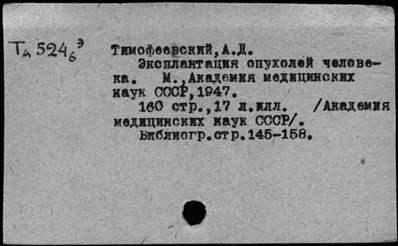 Тд 524₆ э
Тимофеевский, А.Д.
Эксплантация опухолей челове-
ка. М., Академия медицинских
наук СССР, 1947.
160 стр., 17 л. илл. /Академия
медицинских наук СССР/.
Библиогр. стр. 145-158.